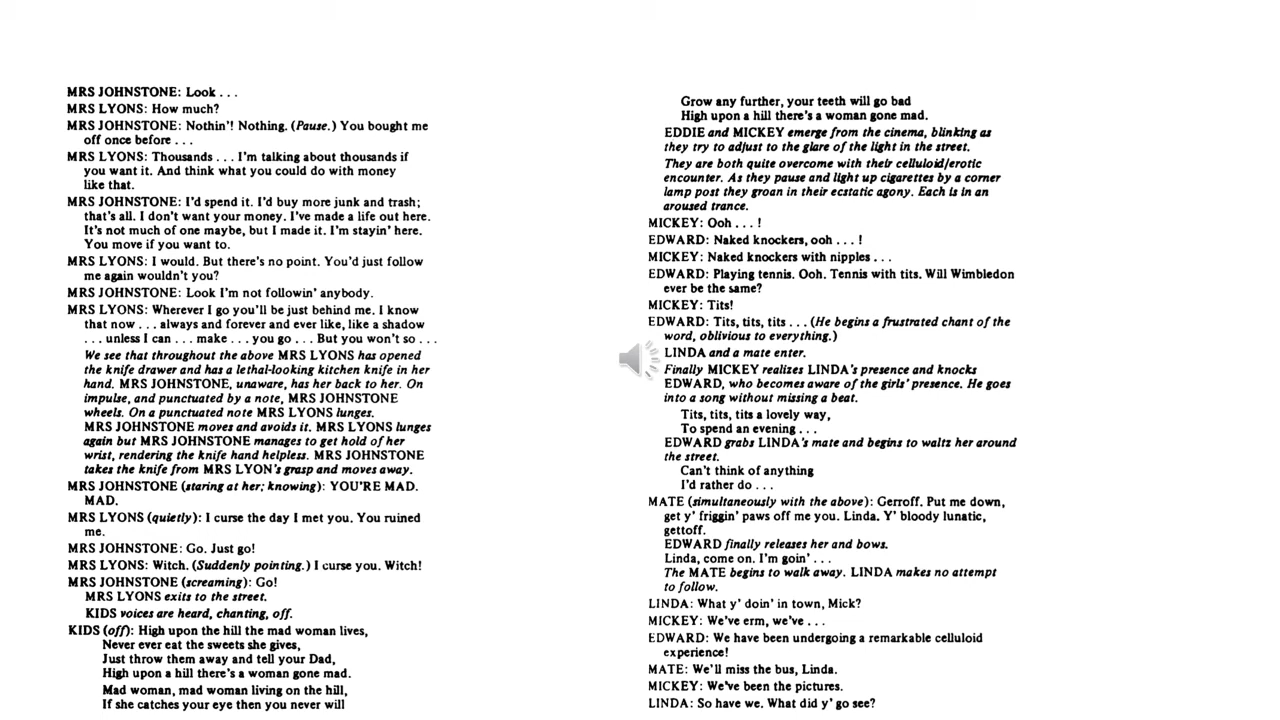 MRS JOHNSTONE: Look . . .
MRS LYONS: How much?
MRS JOHNSTONE: Nothin'! Nothing. (Pause.) You bought me
off once before . . .
MRS LYONS: Thousands . . . I'm talking about thousands if
you want it. And think what you could do with money
like that.
MRS JOHNSTONE: I'd spend it. I'd buy more junk and trash;
that's all. I don't want your money. I've made a life out here.
It's not much of one maybe, but I made it. I'm stayin' here.
You move if you want to.
MRS LYONS: I would. But there's no point. You'd just follow
me again wouldn't you?
MRS JOHNSTONE: Look I'm not followin' anybody.
MRS LYONS: Wherever I go you'll be just behind me. I know
that now . . . always and forever and ever like, like a shadow
. . . unless I can . . . make . . . you go . . . But you won't so . . .
We see that throughout the above MRS LYONS has opened
the knife drawer and has a lethal-looking kitchen knife in her
hand. MRS JOHNSTONE, unaware, has her back to her. On
impulse, and punctuated by a note, MRS JOHNSTONE
wheels. On a punctuated note MRS LYONS lunges.
MRS JOHNSTONE moves and avoids it. MRS LYONS lunges
again but MRS JOHNSTONE manages to get hold of her
wrist, rendering the knife hand helpless. MRS JOHNSTONE
takes the knife from MRS LYON's grasp and moves away.
MRS JOHNSTONE (staring at her; knowing): YOU'RE MAD.
MAD.
MRS LYONS (quietly): I curse the day I met you. You ruined
me.
MRS JOHNSTONE: Go. Just go!
MRS LYONS: Witch. (Suddenly pointing.) I curse you. Witch!
MRS JOHNSTONE (screaming): Go!
MRS LYONS exits to the street.
KIDS voices are heard, chanting, off.
KIDS (off): High upon the hill the mad woman lives,
Never ever eat the sweets she gives,
Just throw them away and tell your Dad,
High upon a hill there's a woman gone mad.
Mad woman, mad woman living on the hill,
If she catches your eye then you never will
Grow any further, your teeth will go bad
High upon a hill there's a woman gone mad.
EDDIE and MICKEY emerge from the cinema, blinking as
they try to adjust to the glare of the light in the street.
They are both quite overcome with their celluloid/erotic
encounter. As they pause and light up cigarettes by a corner
lamp post they groan in their ecstatic agony. Each is in an
aroused trance.
MICKEY: Ooh . . . !
EDWARD: Naked knockers, ooh . . . !
MICKEY: Naked knockers with nipples . . .
EDWARD: Playing tennis. Ooh. Tennis with tits. Will Wimbledon
ever be the same?
MICKEY: Tits!
EDWARD: Tits, tits, tits . . . (He begins a frustrated chant of the
word, oblivious to everything.)
LINDA and a mate enter.
Finally MICKEY realizes LINDA's presence and knocks
EDWARD, who becomes aware of the girls' presence. He goes
into a song without missing a beat.
Tits, tits, tits a lovely way,
To spend an evening . . .
EDWARD grabs LINDA's mate and begins to waltz her around
the street.
Can't think of anything
I'd rather do . . .
MATE (simultaneously with the above): Gerroff. Put me down,
get y' friggin' paws off me you. Linda. Y' bloody lunatic,
gettoff.
EDWARD finally releases her and bows.
Linda, come on. I'm goin' . . .
The MATE begins to walk away. LINDA makes no attempt
to follow.
LINDA: What y' doin' in town, Mick?
MICKEY: We've erm, we've . . .
EDWARD: We have been undergoing a remarkable celluloid
experience!
MATE: We'll miss the bus, Linda.
MICKEY: We've been the pictures.
LINDA: So have we. What did y' go see?